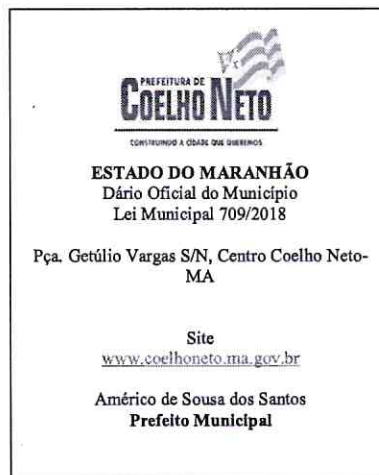 PREFEITURA DE
COELHO NETO
CONSTRUINDO A CIDADE QUE QUEREMOS
ESTADO DO MARANHÃO
Dário Oficial do Município
Lei Municipal 709/2018
Pça. Getúlio Vargas S/N, Centro Coelho Neto-
MA
Site
www.coelhoneto.ma.gov.br
Américo de Sousa dos Santos
Prefeito Municipal